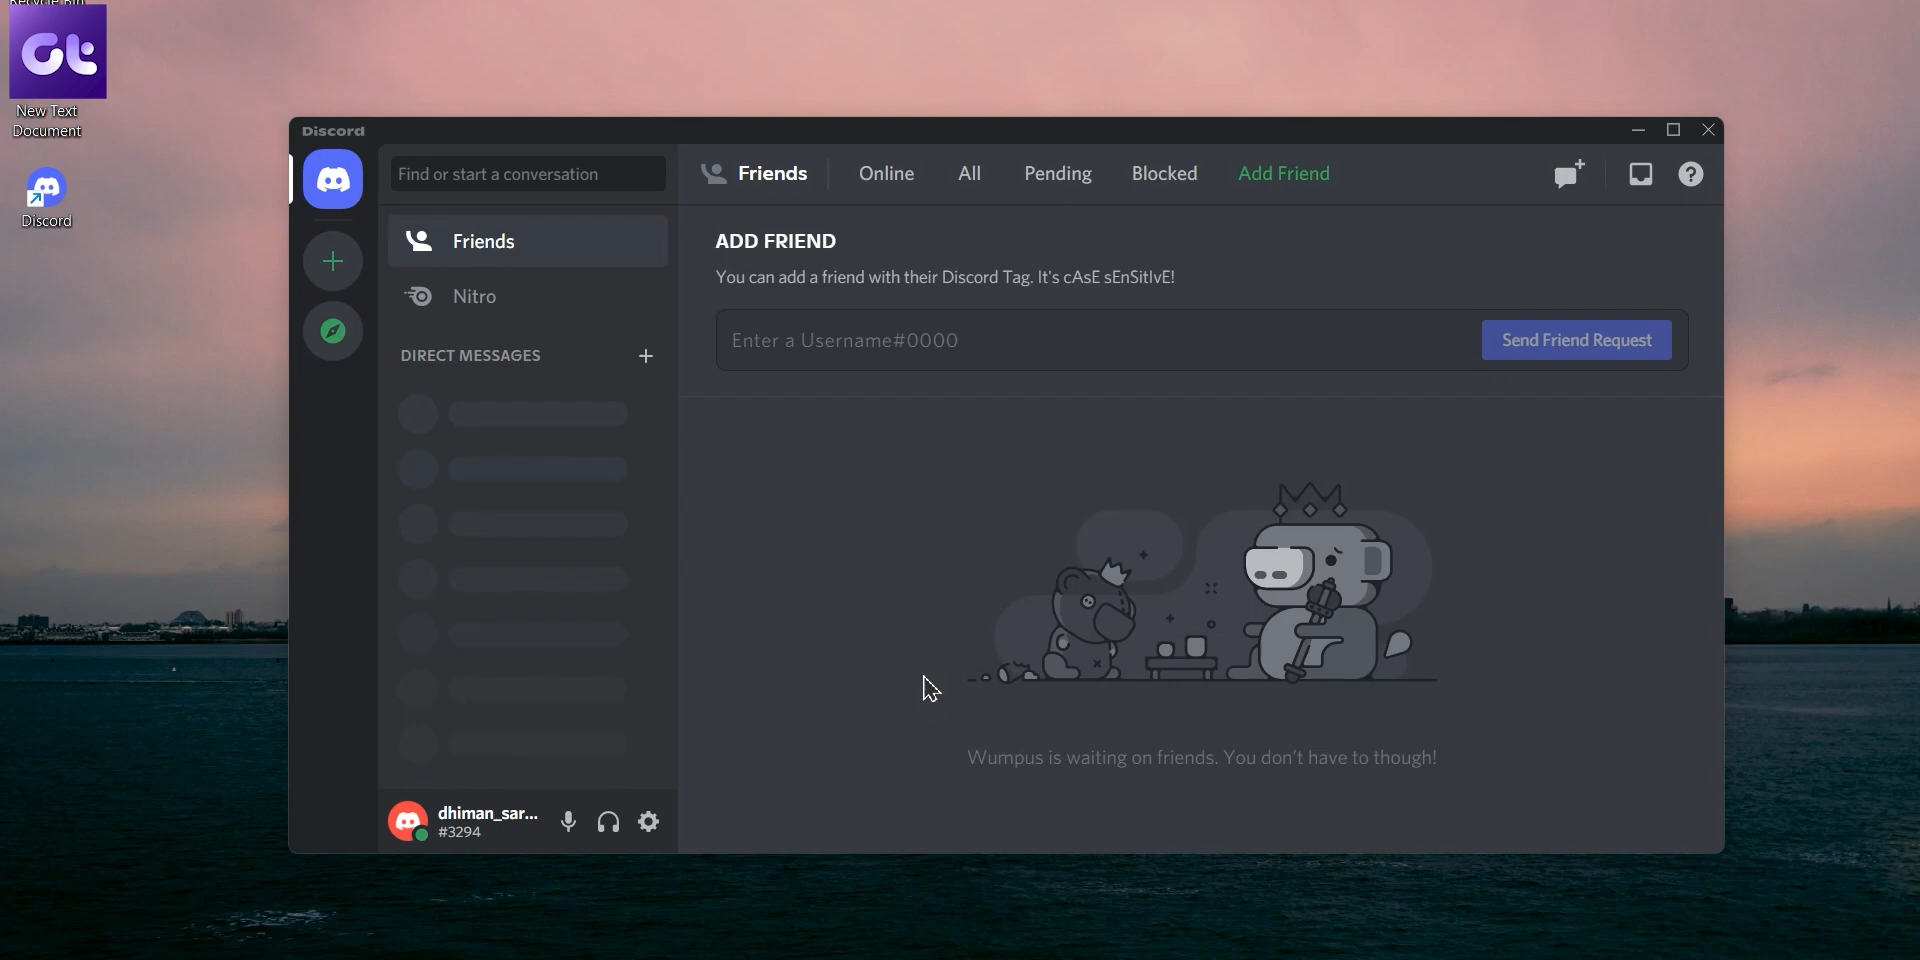 Recycle Bin
New Text
Document
Discord
Discord
Find or start a conversation
Friends
Online
All
Pending
Blocked
Add Friend
Friends
Nitro
DIRECT MESSAGES
ADD FRIEND
You can add a friend with their Discord Tag. It's cAsE sEnSitIvE!
Enter a Username#0000
Send Friend Request
Wumpus is waiting on friends. You don't have to though!
dhiman_sar...
#3294